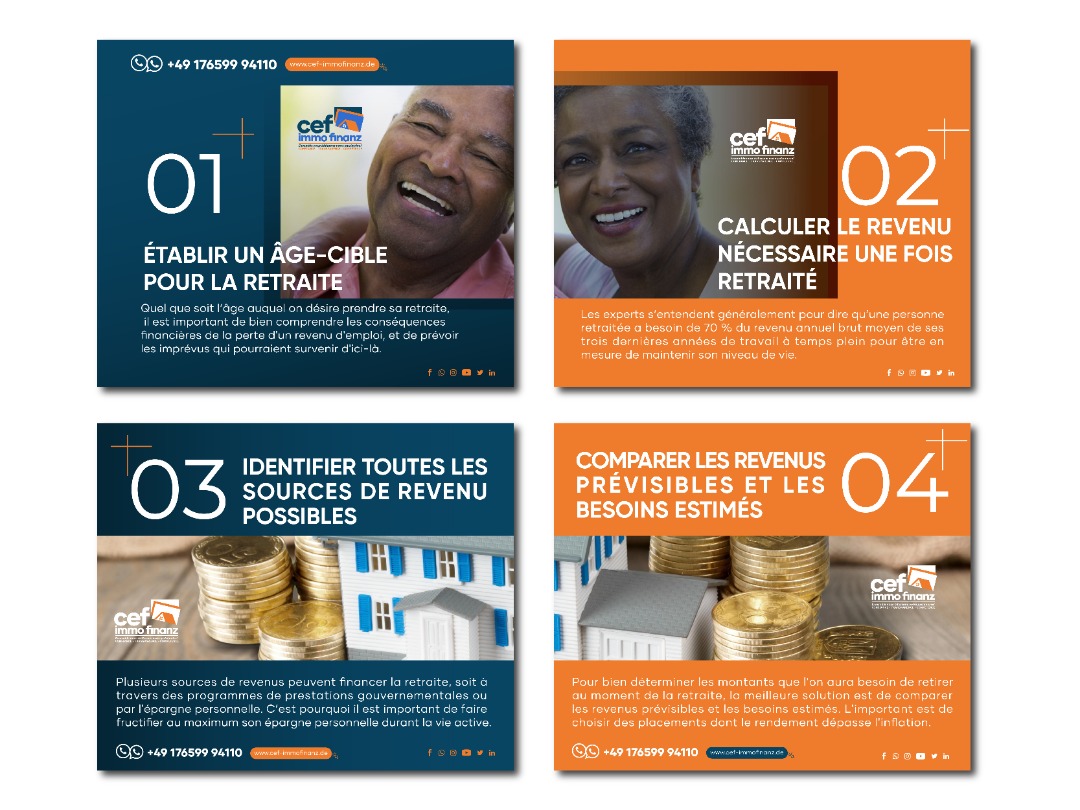 +49 176599 94110 www.cef-immofinanz.de
cef
immo finanz
01
ÉTABLIR UN ÂGE-CIBLE
POUR LA RETRAITE
Quel que soit l'âge auquel on désire prendre sa retraite,
il est important de bien comprendre les conséquences
financières de la perte d'un revenu d'emploi, et de prévoir
les imprévus qui pourraient survenir d'ici-là.
cef
immo finanz
02
CALCULER LE REVENU
NÉCESSAIRE UNE FOIS
RETRAITÉ
Les experts s'entendent généralement pour dire qu'une personne
retraitée a besoin de 70 % du revenu annuel brut moyen de ses
trois dernières années de travail à temps plein pour être en
mesure de maintenir son niveau de vie.
03
IDENTIFIER TOUTES LES
SOURCES DE REVENU
POSSIBLES
cef
immo finanz
Plusieurs sources de revenus peuvent financer la retraite, soit à
travers des programmes de prestations gouvernementales ou
par l'épargne personnelle. C'est pourquoi il est important de faire
fructifier au maximum son épargne personnelle durant la vie active.
+49 176599 94110 www.cef-immofinanz.de
COMPARER LES REVENUS
PRÉVISIBLES ET LES
BESOINS ESTIMÉS
04
cef
immo finanz
Pour bien déterminer les montants que l'on aura besoin de retirer
au moment de la retraite, la meilleure solution est de comparer
les revenus prévisibles et les besoins estimés. L'important est de
choisir des placements dont le rendement dépasse l'inflation.
+49 176599 94110 www.cef-immofinanz.de